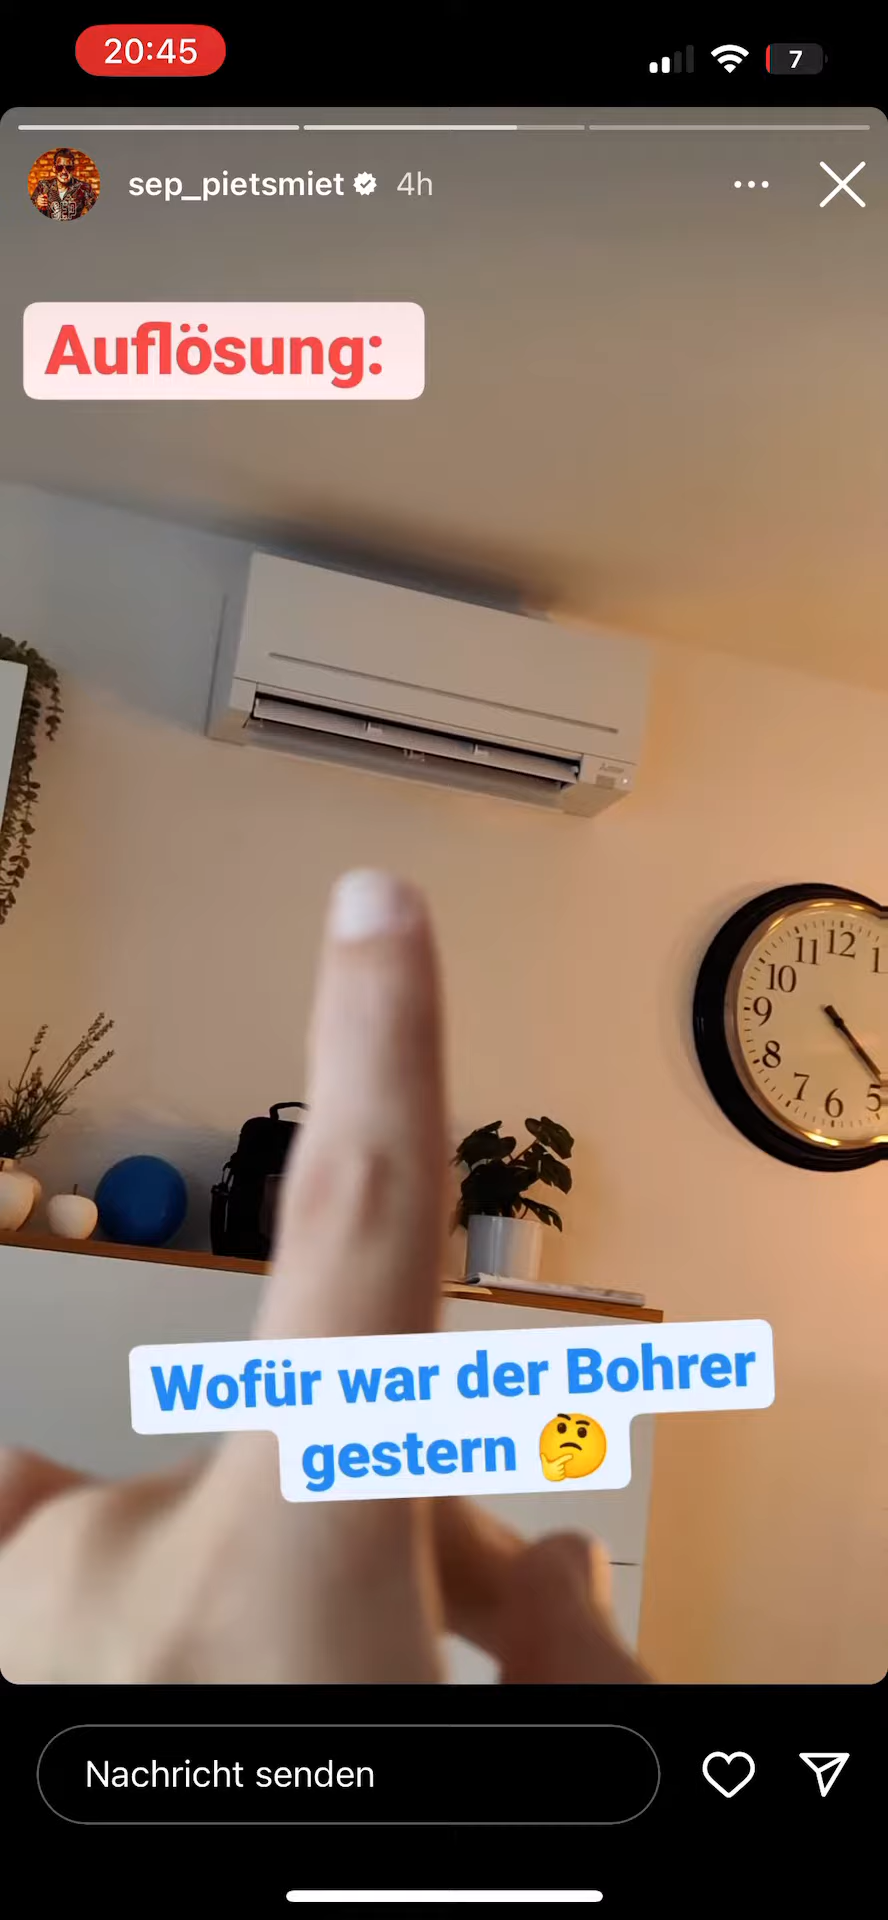 20:45
7
sep_pietsmiet 4h
Auflösung:
11 12
10
9
8
7 6 5
Wofür war der Bohrer
gestern 🤔
Nachricht senden